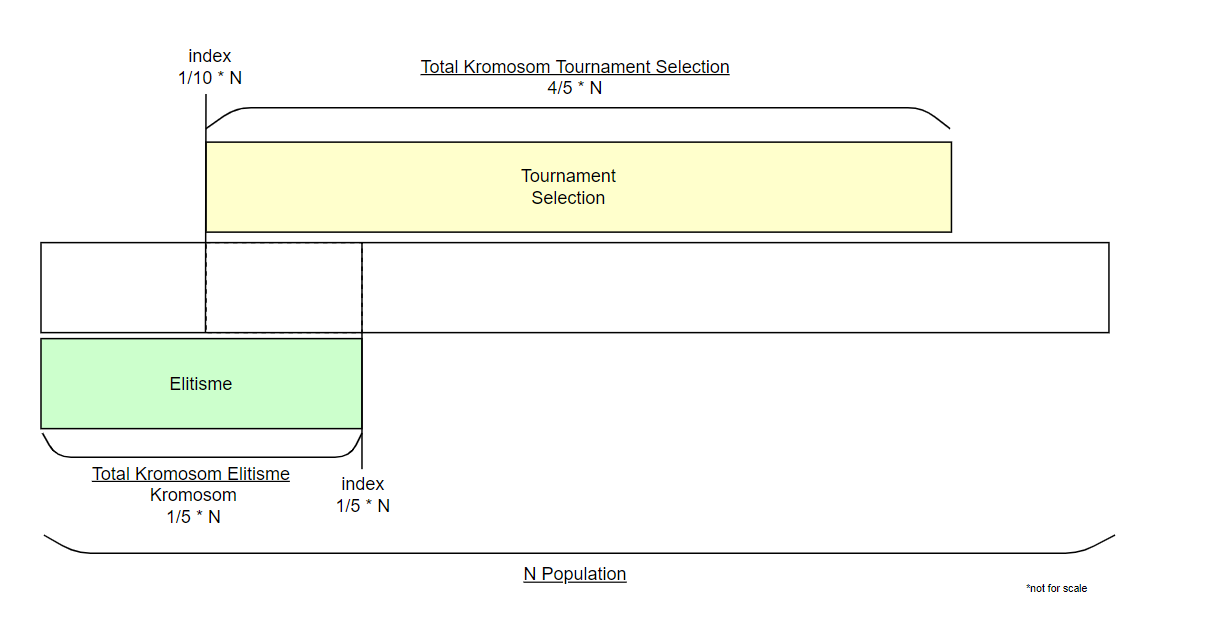 index
1/10 * N
Total Kromosom Tournament Selection
4/5 * N
Tournament
Selection
Elitisme
Total Kromosom Elitisme
Kromosom
1/5 * N
index
1/5 * N
N Population
*not for scale